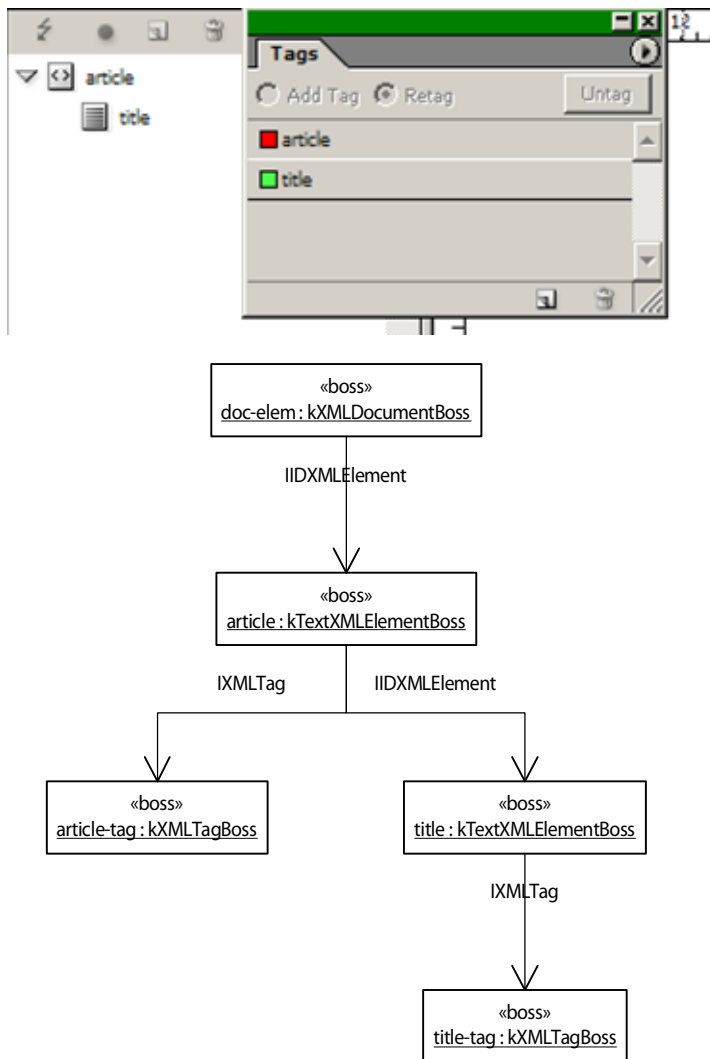 Tags
12
article
title
Add Tag Retag Untag
article
title
«boss»
doc-elem : kXMLDocumentBoss
IIDXMLElement
«boss»
article : kTextXMLElementBoss
IXMLTag IIDXMLElement
«boss»
article-tag : kXMLTagBoss
«boss»
title : kTextXMLElementBoss
IXMLTag
«boss»
title-tag : kXMLTagBoss